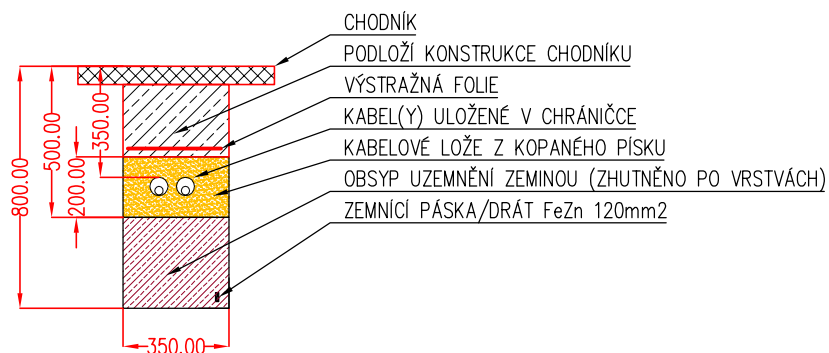 CHODNÍK
PODLOŽÍ KONSTRUKCE CHODNÍKU
VÝSTRAŽNÁ FOLIE
KABEL(Y) ULOŽENÉ V CHRÁNIČCE
KABELOVÉ LOŽE Z KOPANÉHO PÍSKU
OBSYP UZEMNĚNÍ ZEMINOU (ZHUTNĚNO PO VRSTVÁCH)
ZEMNÍCÍ PÁSKA/DRÁT FeZn 120mm2
800.00
500.00
350.00
200.00
350.00